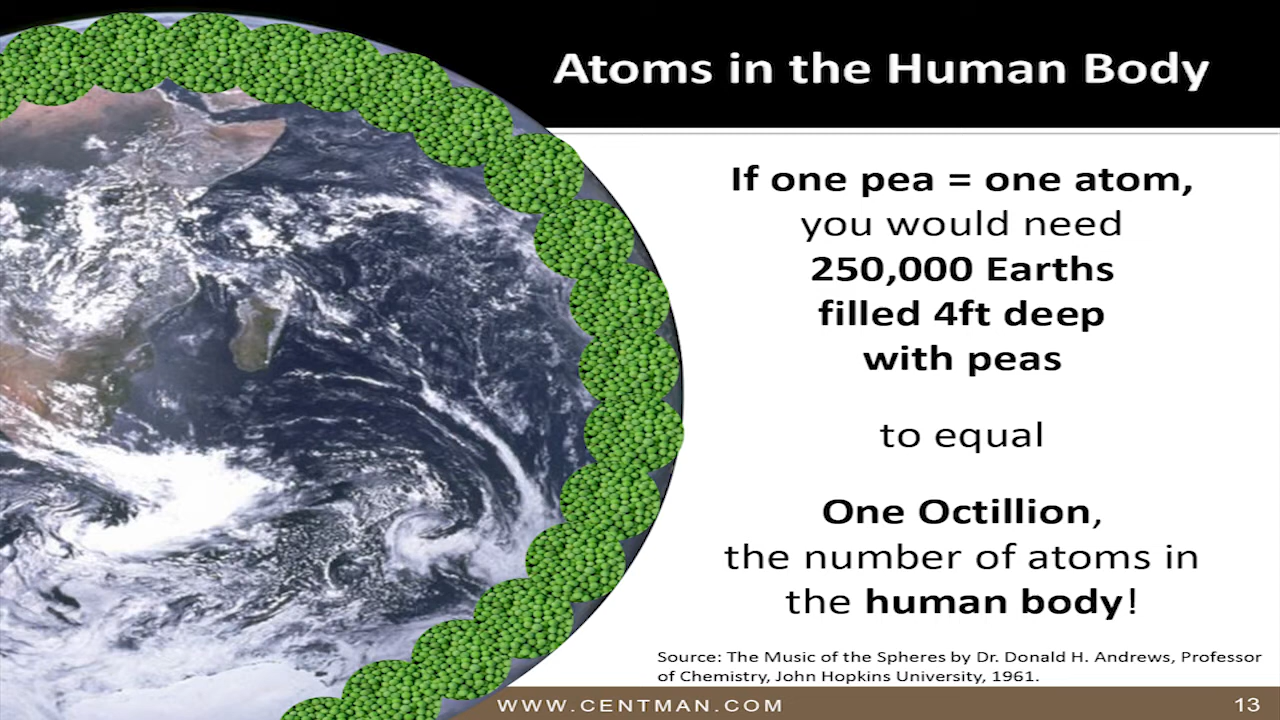 Atoms in the Human Body
If one pea = one atom,
you would need
250,000 Earths
filled 4ft deep
with peas
to equal
One Octillion,
the number of atoms in
the human body!
Source: The Music of the Spheres by Dr. Donald H. Andrews, Professor
of Chemistry, John Hopkins University, 1961.
WWW.CENTMAN.COM
13